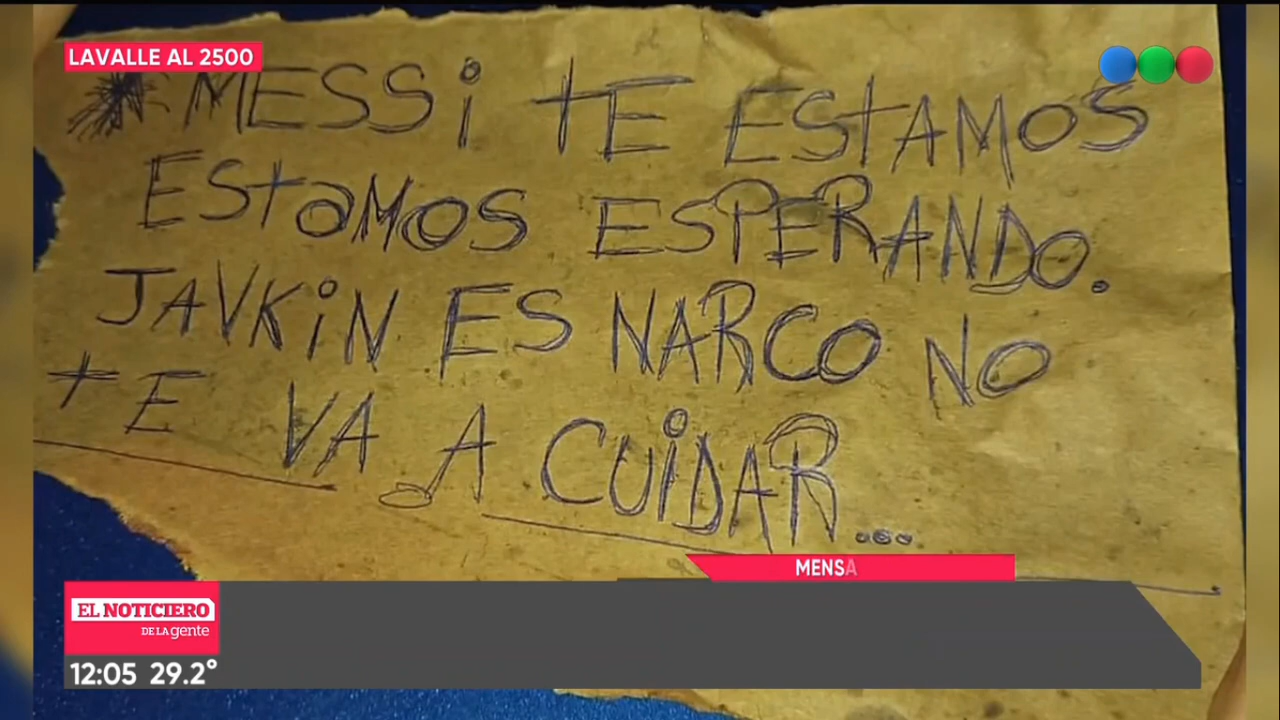 LAVALLE AL 2500
*MESSi tE EStAMOS
EStaMOS ESPERANDO.
JAVKiN ES NARCO NO
tE VA A CUiDAR...
MENSA
EL NOTICIERO
DE LA gente
12:05 29.2°